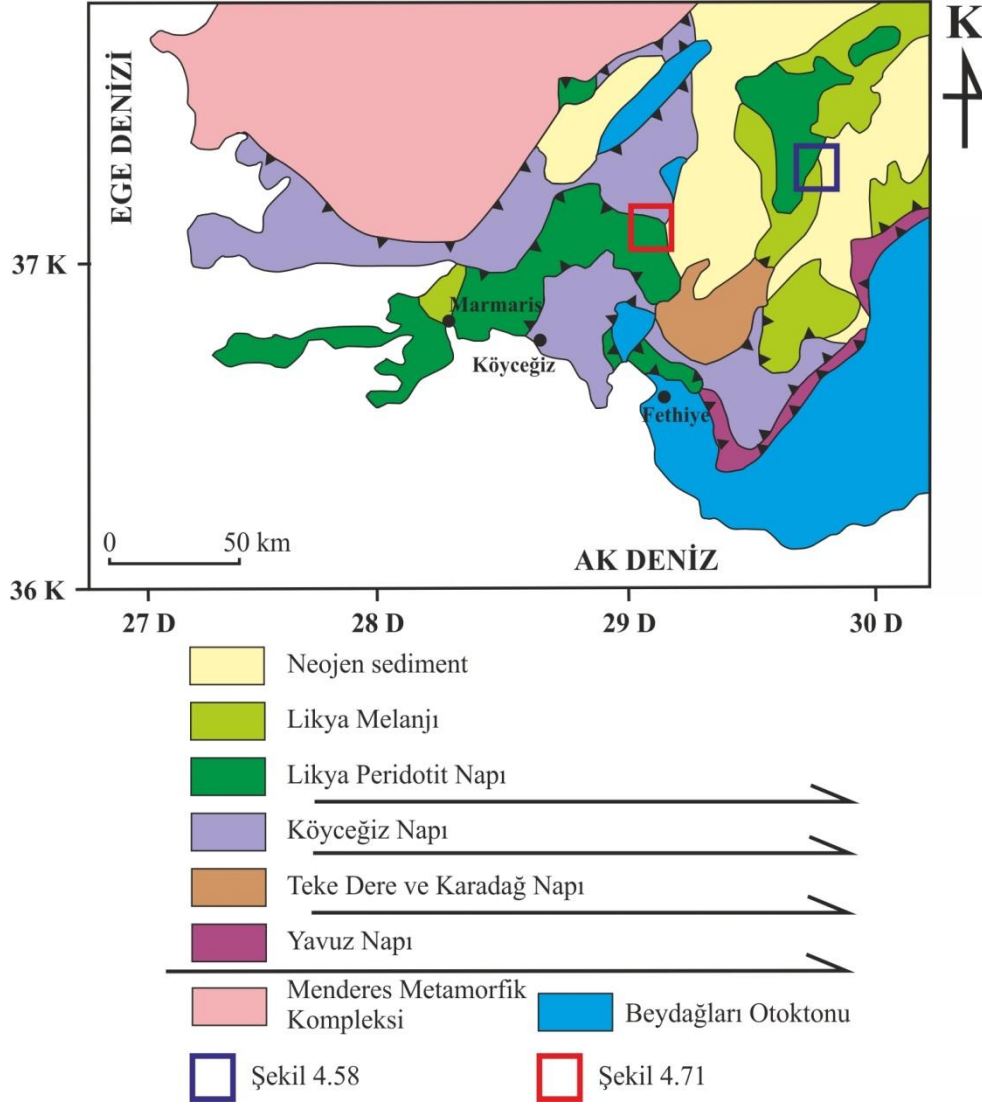 K
EGE DENİZİ
37 K
Marmaris
Köyceğiz
Fethiye
0 50 km
AK DENİZ
36 K
27 D 28 D 29 D 30 D
Neojen sediment
Likya Melanjı
Likya Peridotit Napı
Köyceğiz Napı
Teke Dere ve Karadağ Napı
Yavuz Napı
Menderes Metamorfik
Kompleksi
Beydağları Otoktonu
Şekil 4.58
Şekil 4.71